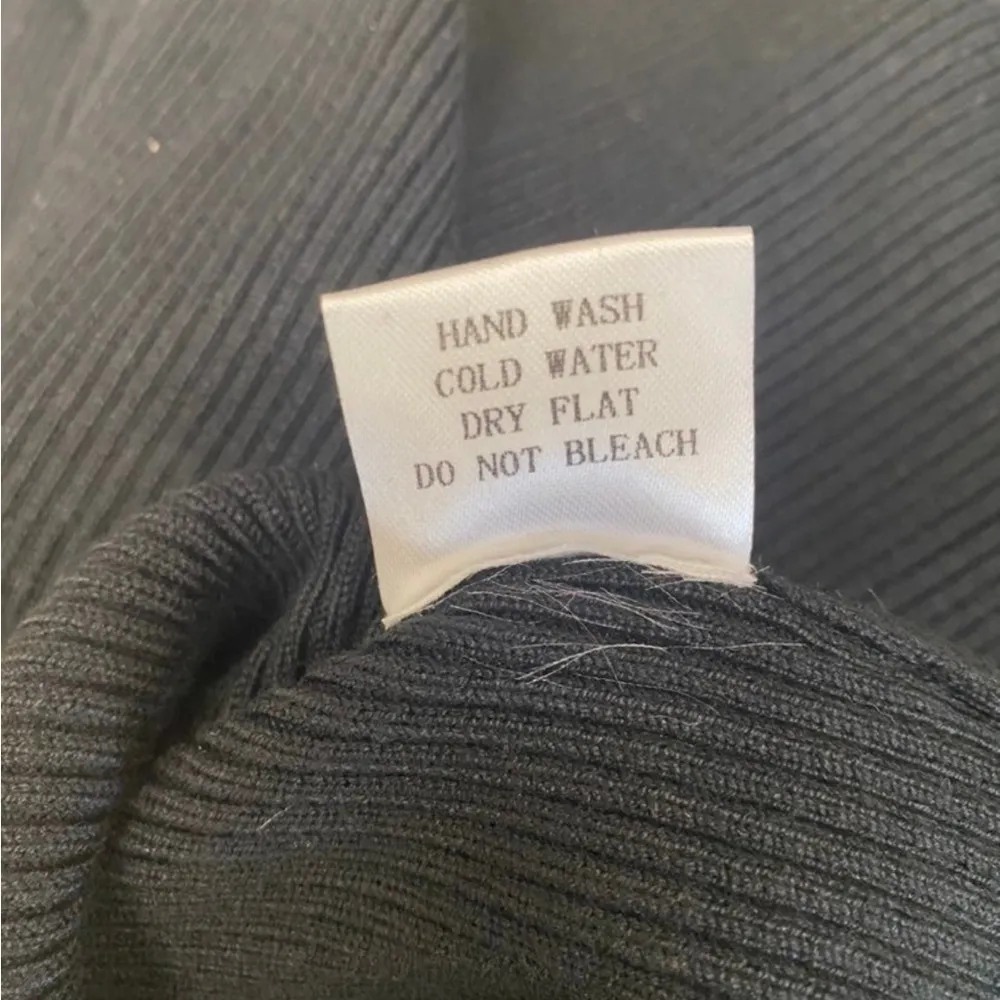 HAND WASH
COLD WATER
DRY FLAT
DO NOT BLEACH